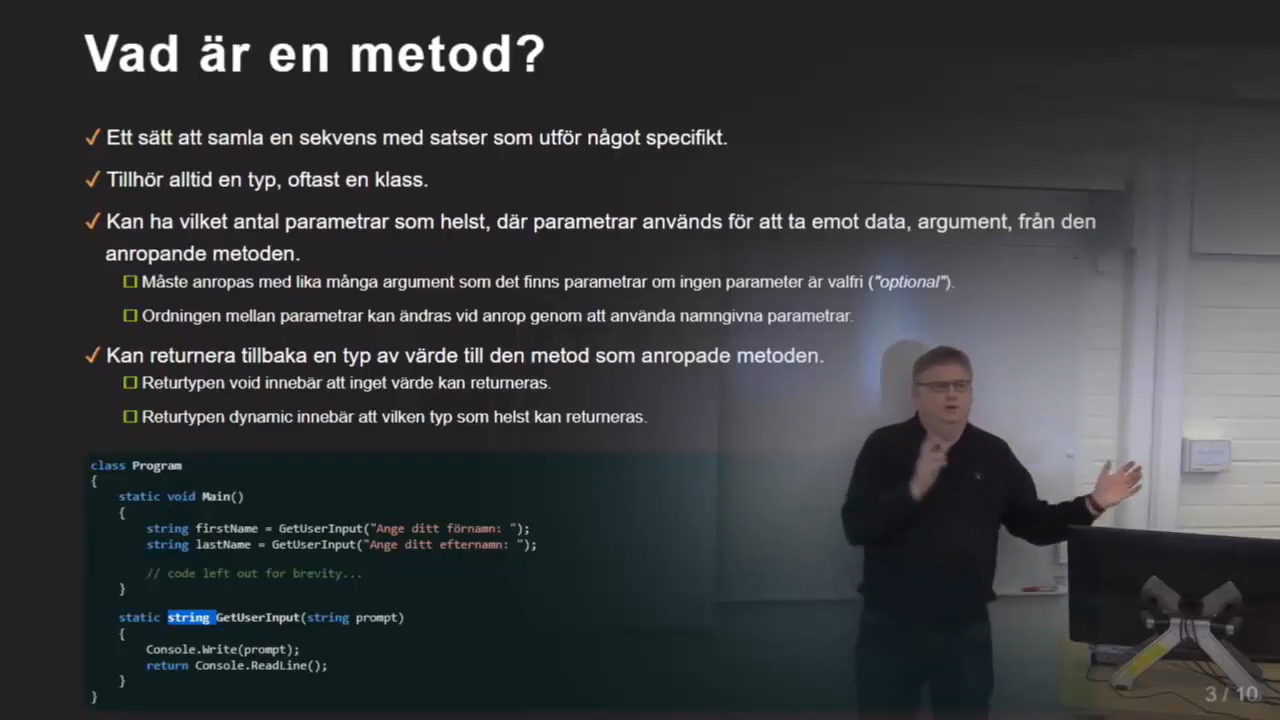 Vad är en metod?
✓ Ett sätt att samla en sekvens med satser som utför något specifikt.
✓ Tillhör alltid en typ, oftast en klass.
✓ Kan ha vilket antal parametrar som helst, där parametrar används för att ta emot data, argument, från den
anropande metoden.
Måste anropas med lika många argument som det finns parametrar om ingen parameter är valfri ("optional").
Ordningen mellan parametrar kan ändras vid anrop genom att använda namngivna parametrar.
✓ Kan returnera tillbaka en typ av värde till den metod som anropade metoden.
Returtypen void innebär att inget värde kan returneras.
Returtypen dynamic innebär att vilken typ som helst kan returneras.
class Program
{
static void Main()
{
string firstName = GetUserInput("Ange ditt förnamn: ");
string lastName = GetUserInput("Ange ditt efternamn: ");
// code left out for brevity...
}
static string GetUserInput(string prompt)
{
Console.Write(prompt);
return Console.ReadLine();
}
}
3 / 10